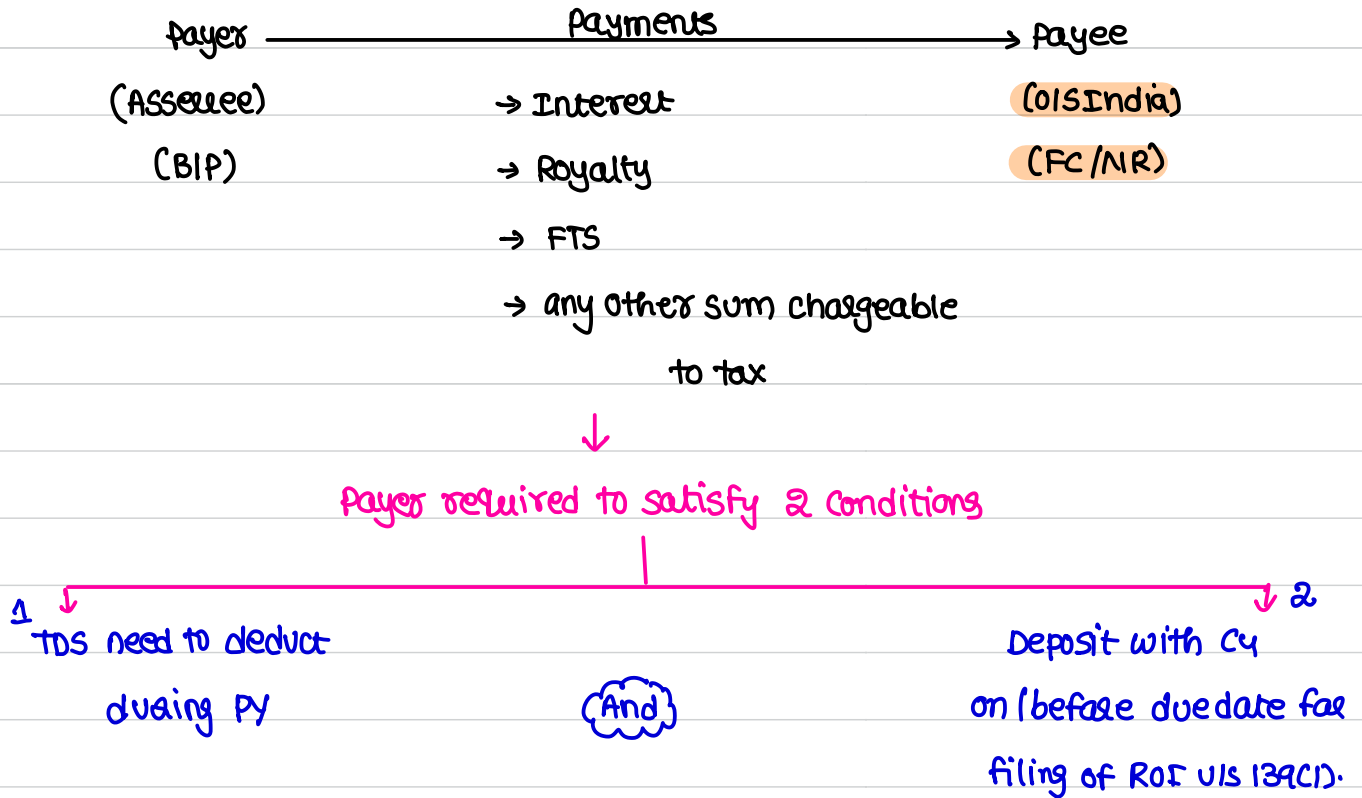 Payer Payments Payee
(Assessee) → Interest (O/S India)
(B/P) → Royalty (FC/NR)
→ FTS
→ any other sum chargeable
to tax
Payer required to satisfy 2 conditions
1 2
TDS need to deduct Deposit with CG
during PY And on/before due date for
filing of ROI u/s 139(1).